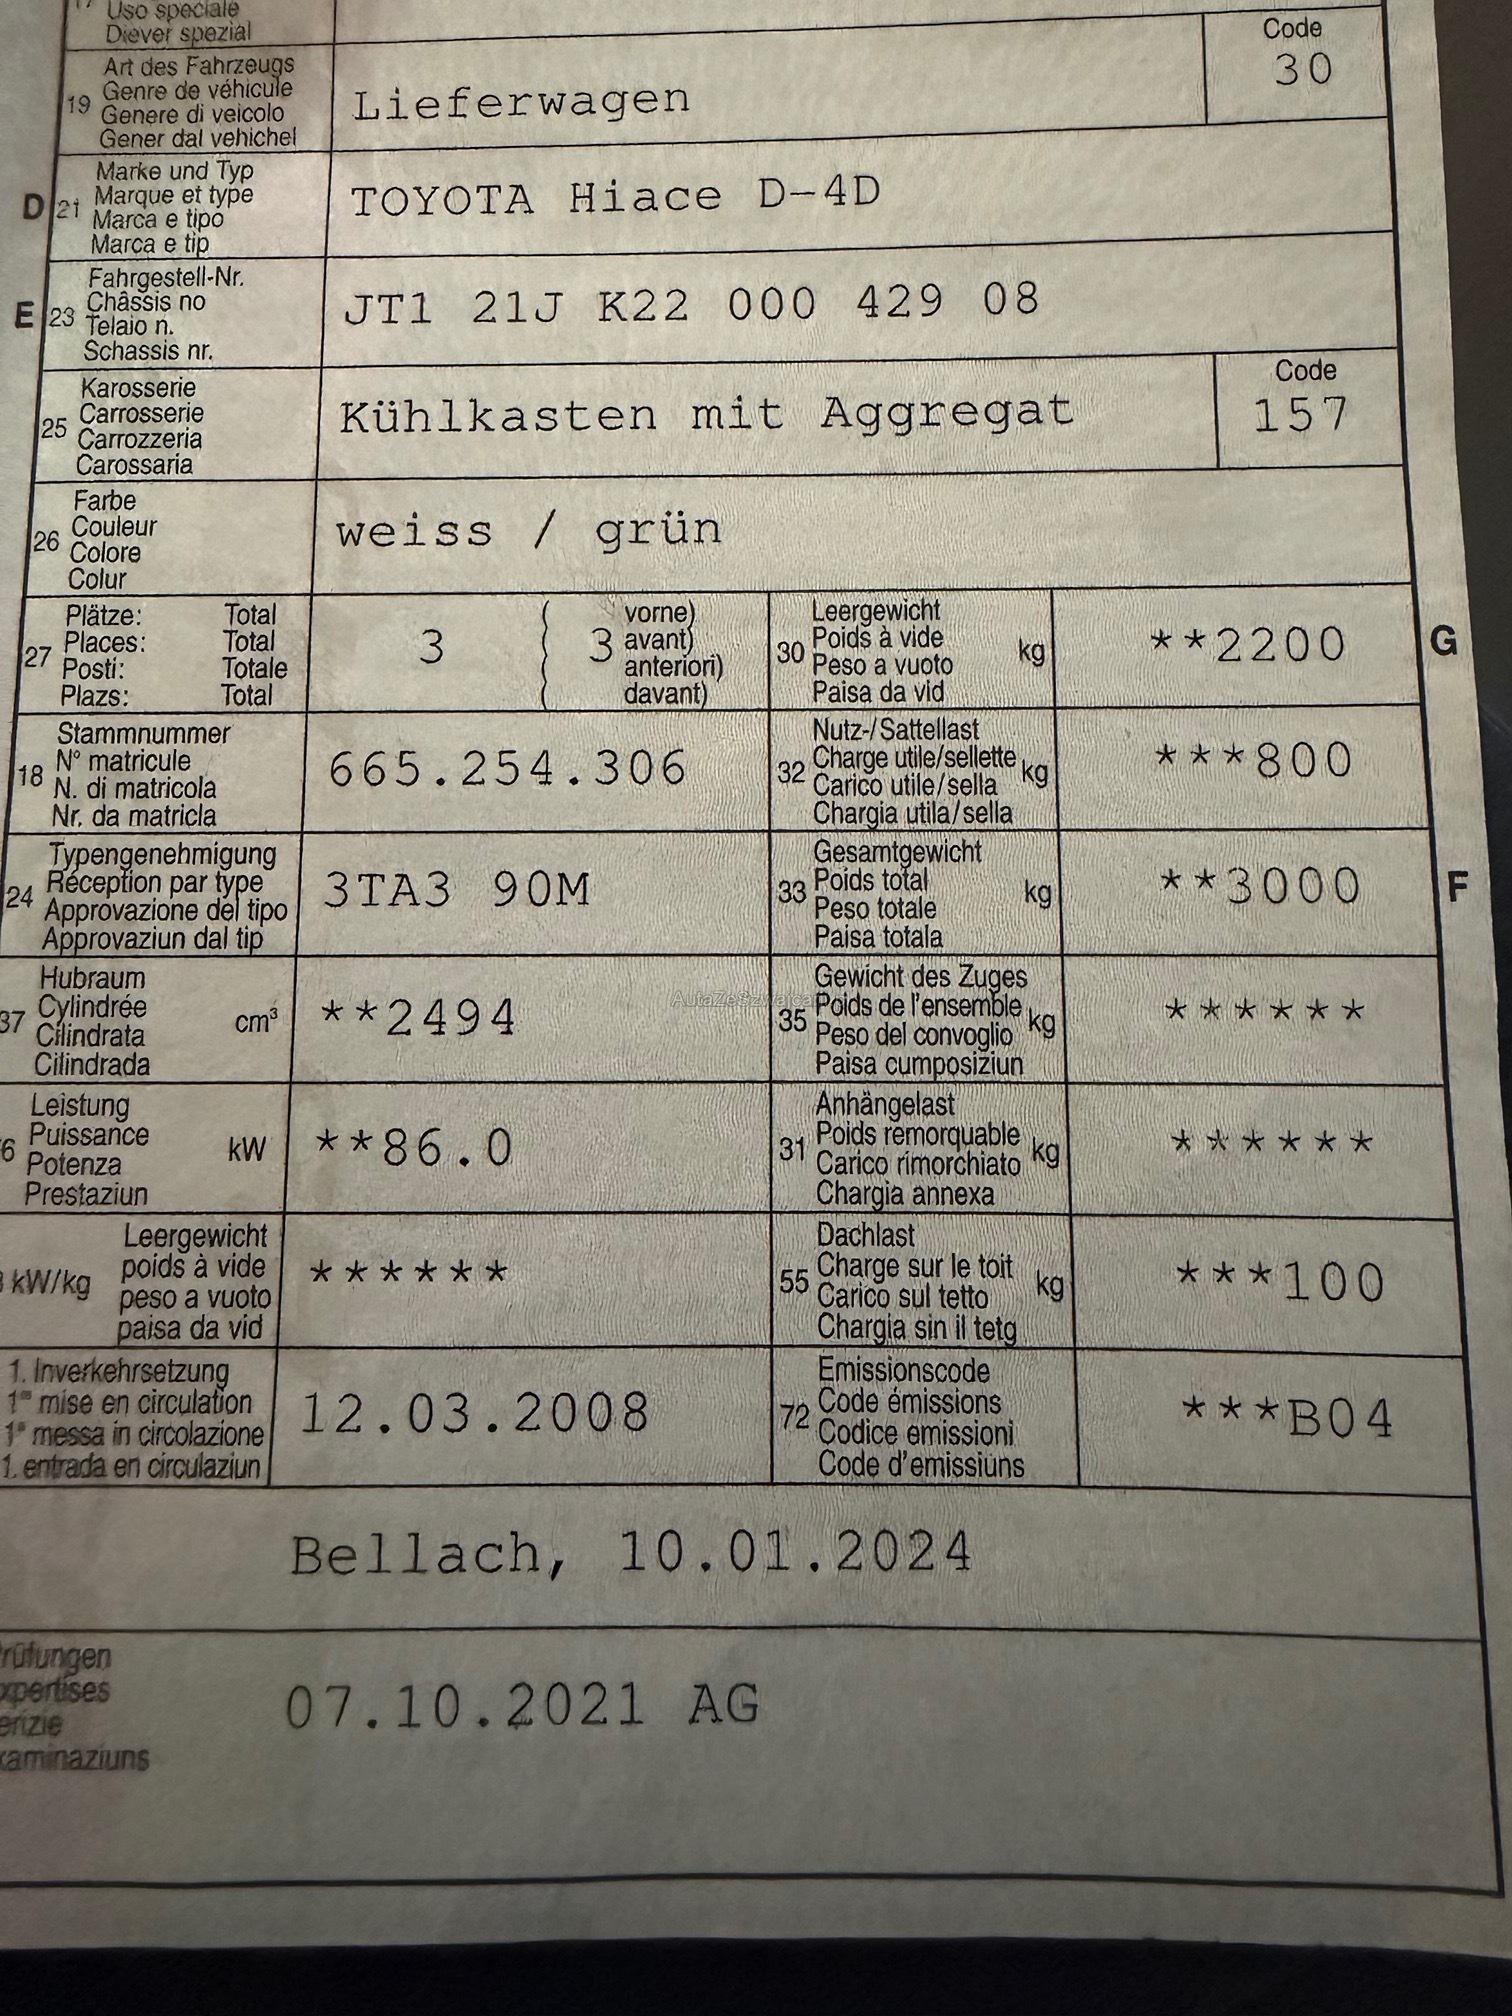 17 Uso speciale
Diever spezial
19 Art des Fahrzeugs
Genre de véhicule
Genere di veicolo
Gener dal vehichel
Lieferwagen
Code
30
D 21 Marke und Typ
Marque et type
Marca e tipo
Marca e tip
TOYOTA Hiace D-4D
E 23 Fahrgestell-Nr.
Châssis no
Telaio n.
Schassis nr.
JT1 21J K22 000 429 08
25 Karosserie
Carrosserie
Carrozzeria
Carossaria
Kühlkasten mit Aggregat
Code
157
26 Farbe
Couleur
Colore
Colur
weiss / grün
27 Plätze: Total
Places: Total
Posti: Totale
Plazs: Total
3
( 3 vorne)
avant)
anteriori)
( davant)
30 Leergewicht
Poids à vide kg
Peso a vuoto
Paisa da vid
**2200
G
18 Stammnummer
N° matricule
N. di matricola
Nr. da matricla
665.254.306
32 Nutz-/Sattellast
Charge utile/sellette kg
Carico utile/sella
Chargia utila/sella
***800
24 Typengenehmigung
Réception par type
Approvazione del tipo
Approvaziun dal tip
3TA3 90M
33 Gesamtgewicht
Poids total kg
Peso totale
Paisa totala
**3000
F
37 Hubraum
Cylindrée cm³
Cilindrata
Cilindrada
**2494
AutaZeSzwajcar
35 Gewicht des Zuges
Poids de l'ensemble kg
Peso del convoglio
Paisa cumposiziun
******
6 Leistung
Puissance kW
Potenza
Prestaziun
**86.0
31 Anhängelast
Poids remorquable kg
Carico rimorchiato
Chargia annexa
******
kW/kg Leergewicht
poids à vide
peso a vuoto
paisa da vid
******
55 Dachlast
Charge sur le toit kg
Carico sul tetto
Chargia sin il tetg
***100
1. Inverkehrsetzung
1re mise en circulation
1a messa in circolazione
1. entrada en circulaziun
12.03.2008
72 Emissionscode
Code émissions
Codice emissioni
Code d'emissiuns
***B04
Bellach, 10.01.2024
rüfungen
xpertises
erizie
xaminaziuns
07.10.2021 AG